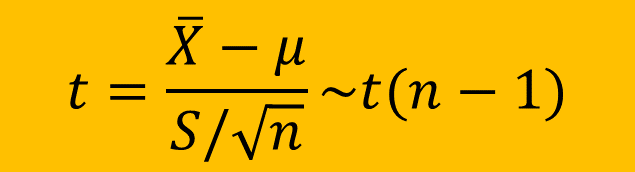 t = (X̄ − μ) / (S/√n) ~t(n − 1)